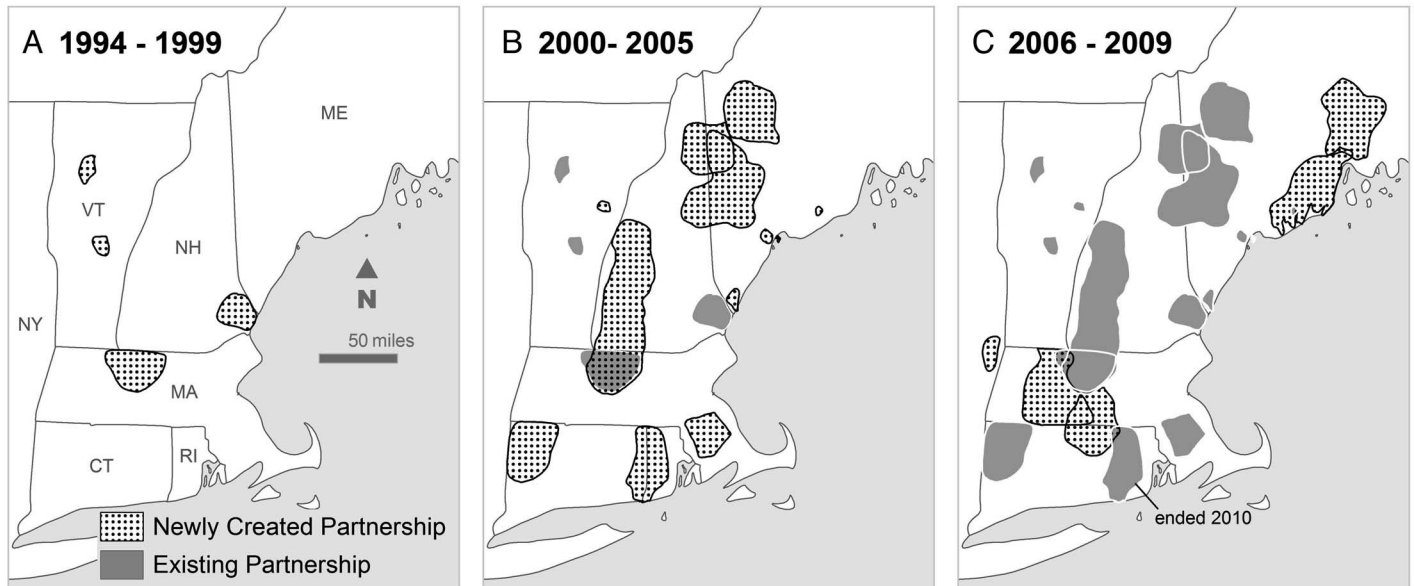 A 1994 - 1999
ME
VT
NH
N
50 miles
NY
MA
CT
RI
Newly Created Partnership
Existing Partnership
B 2000- 2005
C 2006 - 2009
ended 2010